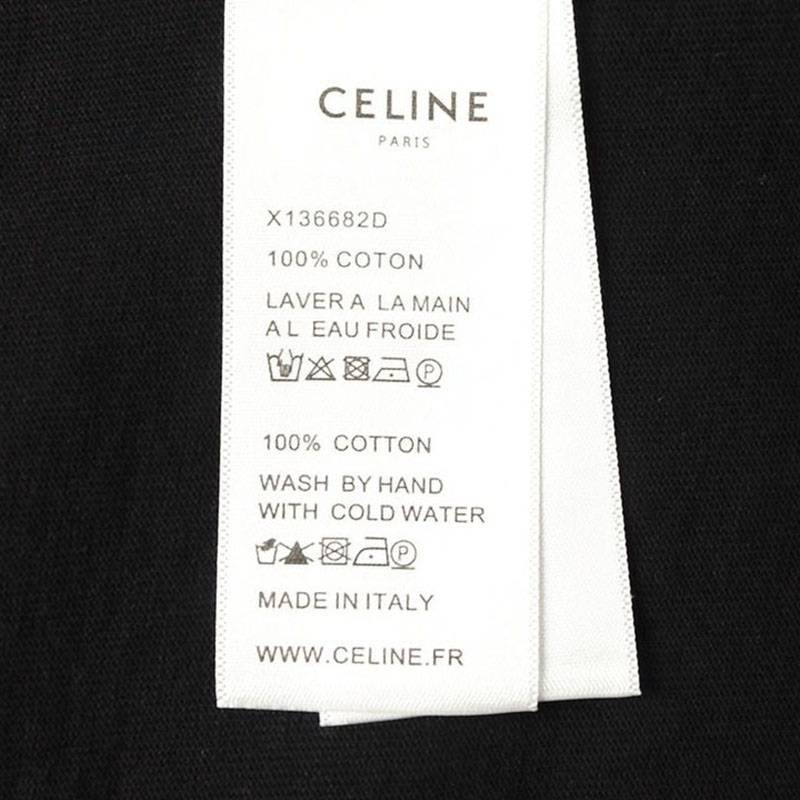 CELINE
PARIS
X136682D
100% COTON
LAVER A LA MAIN
A L EAU FROIDE
P
100% COTTON
WASH BY HAND
WITH COLD WATER
P
MADE IN ITALY
WWW.CELINE.FR